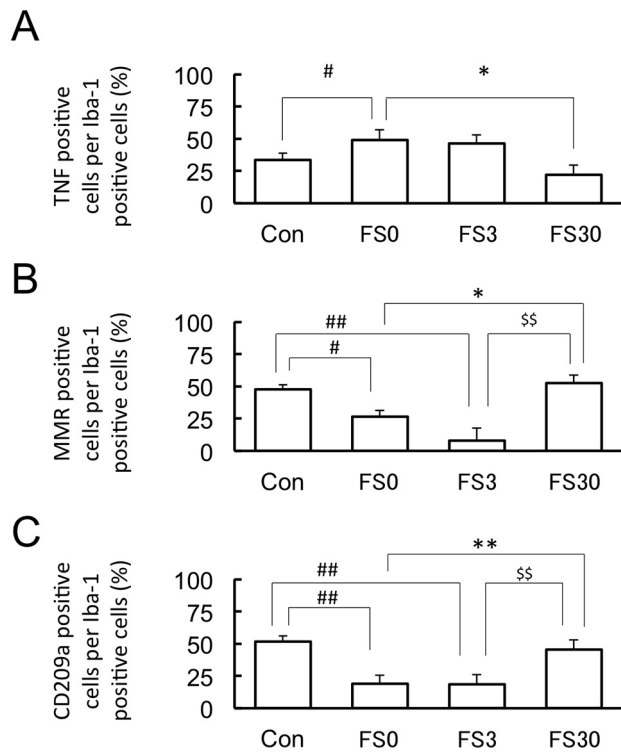 A
TNF positive
cells per Iba-1
positive cells (%)
100
75
50
25
0
#
*
Con FS0 FS3 FS30
B
MMR positive
cells per Iba-1
positive cells (%)
100
75
50
25
0
*
##
$$
#
Con FS0 FS3 FS30
C
CD209a positive
cells per Iba-1
positive cells (%)
100
75
50
25
0
**
##
$$
##
Con FS0 FS3 FS30